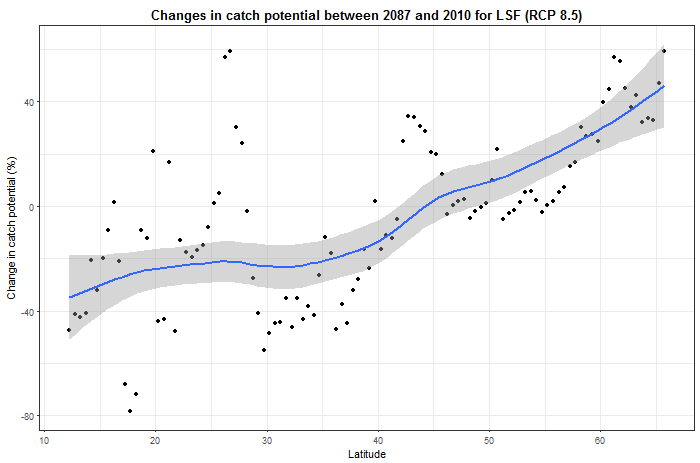 Changes in catch potential between 2087 and 2010 for LSF (RCP 8.5)
Change in catch potential (%)
40
0
-40
-80
10 20 30 40 50 60
Latitude